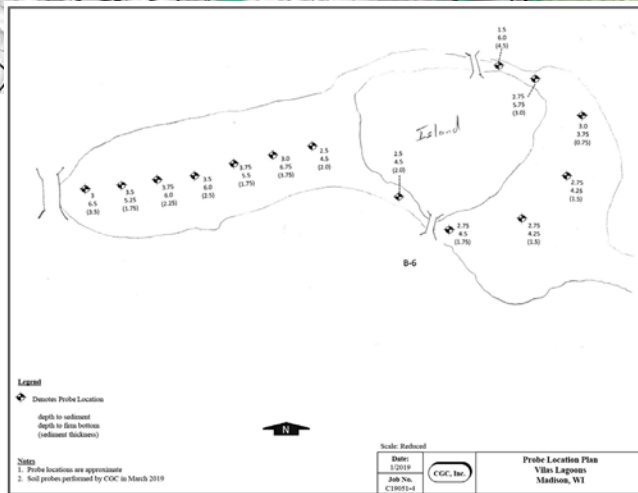 1.5
6.0
(4.5)
2.75
5.75
(3.0)
3.0
3.75
(0.75)
Island
2.5
4.5
(2.0)
3.0
6.75
(3.75)
3.75
5.5
(1.75)
3.5
6.0
(2.5)
3.75
6.0
(2.25)
3.5
5.25
(1.75)
3
6.5
(3.5)
2.5
4.5
(2.0)
2.75
4.25
(1.5)
2.75
4.25
(1.5)
2.75
4.5
(1.75)
B-6
Legend
Denotes Probe Location
depth to sediment
depth to firm bottom
(sediment thickness)
N
Notes
1. Probe locations are approximate
2. Soil probes performed by CGC in March 2019
Scale: Reduced
Date:
1/2019
Job No.
C19051-4
CGC, Inc.
Probe Location Plan
Vilas Lagoons
Madison, WI